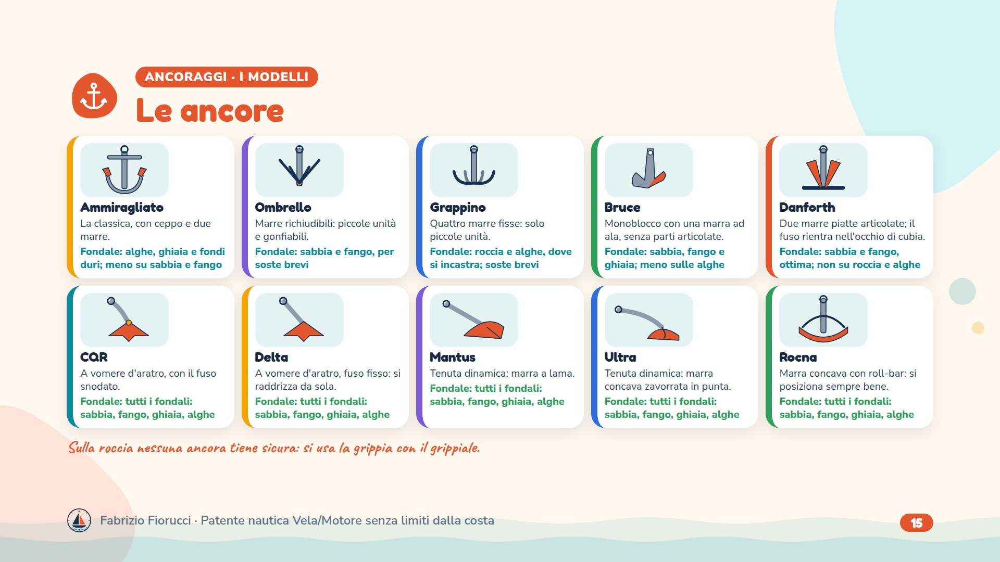 ANCORAGGI · I MODELLI
Le ancore
Ammiragliato
La classica, con ceppo e due
marre.
Fondale: alghe, ghiaia e fondi
duri; meno su sabbia e fango
Ombrello
Marre richiudibili: piccole unità
e gonfiabili.
Fondale: sabbia e fango, per
soste brevi
Grappino
Quattro marre fisse: solo
piccole unità.
Fondale: roccia e alghe, dove
si incastra; soste brevi
Bruce
Monoblocco con una marra ad
ala, senza parti articolate.
Fondale: sabbia, fango e
ghiaia; meno sulle alghe
Danforth
Due marre piatte articolate; il
fuso rientra nell'occhio di cubia.
Fondale: sabbia e fango,
ottima; non su roccia e alghe
CQR
A vomere d'aratro, con il fuso
snodato.
Fondale: tutti i fondali:
sabbia, fango, ghiaia, alghe
Delta
A vomere d'aratro, fuso fisso: si
raddrizza da sola.
Fondale: tutti i fondali:
sabbia, fango, ghiaia, alghe
Mantus
Tenuta dinamica: marra a lama.
Fondale: tutti i fondali:
sabbia, fango, ghiaia, alghe
Ultra
Tenuta dinamica: marra
concava zavorrata in punta.
Fondale: tutti i fondali:
sabbia, fango, ghiaia, alghe
Rocna
Marra concava con roll-bar: si
posiziona sempre bene.
Fondale: tutti i fondali:
sabbia, fango, ghiaia, alghe
Sulla roccia nessuna ancora tiene sicura: si usa la grippia con il grippiale.
Fabrizio Fiorucci · Patente nautica Vela/Motore senza limiti dalla costa
15